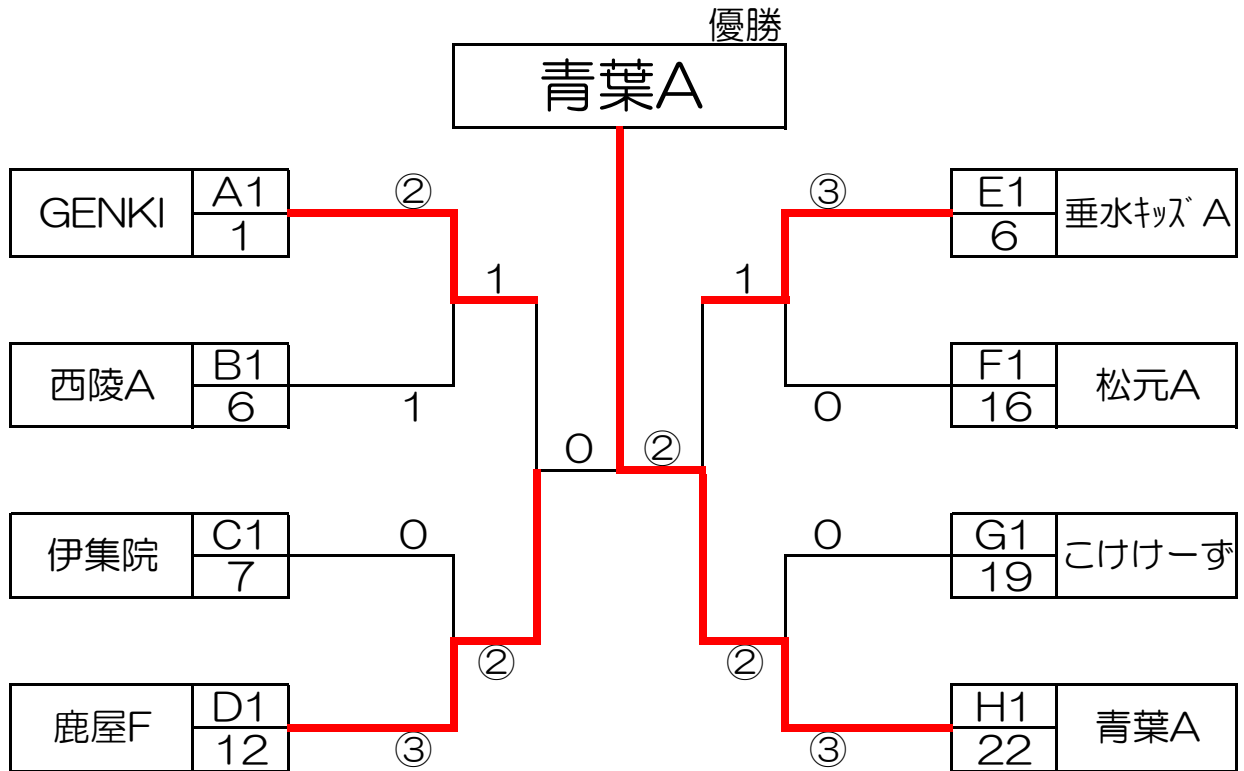 優勝
青葉A
GENKI A1 ② ③ E1 垂水キッズA
1 6
1 1
西陵A B1 F1 松元A
6 1 0 16
0 ②
伊集院 C1 0 0 G1 こけけーず
7 19
② ②
鹿屋F D1 H1 青葉A
12 ③ ③ 22